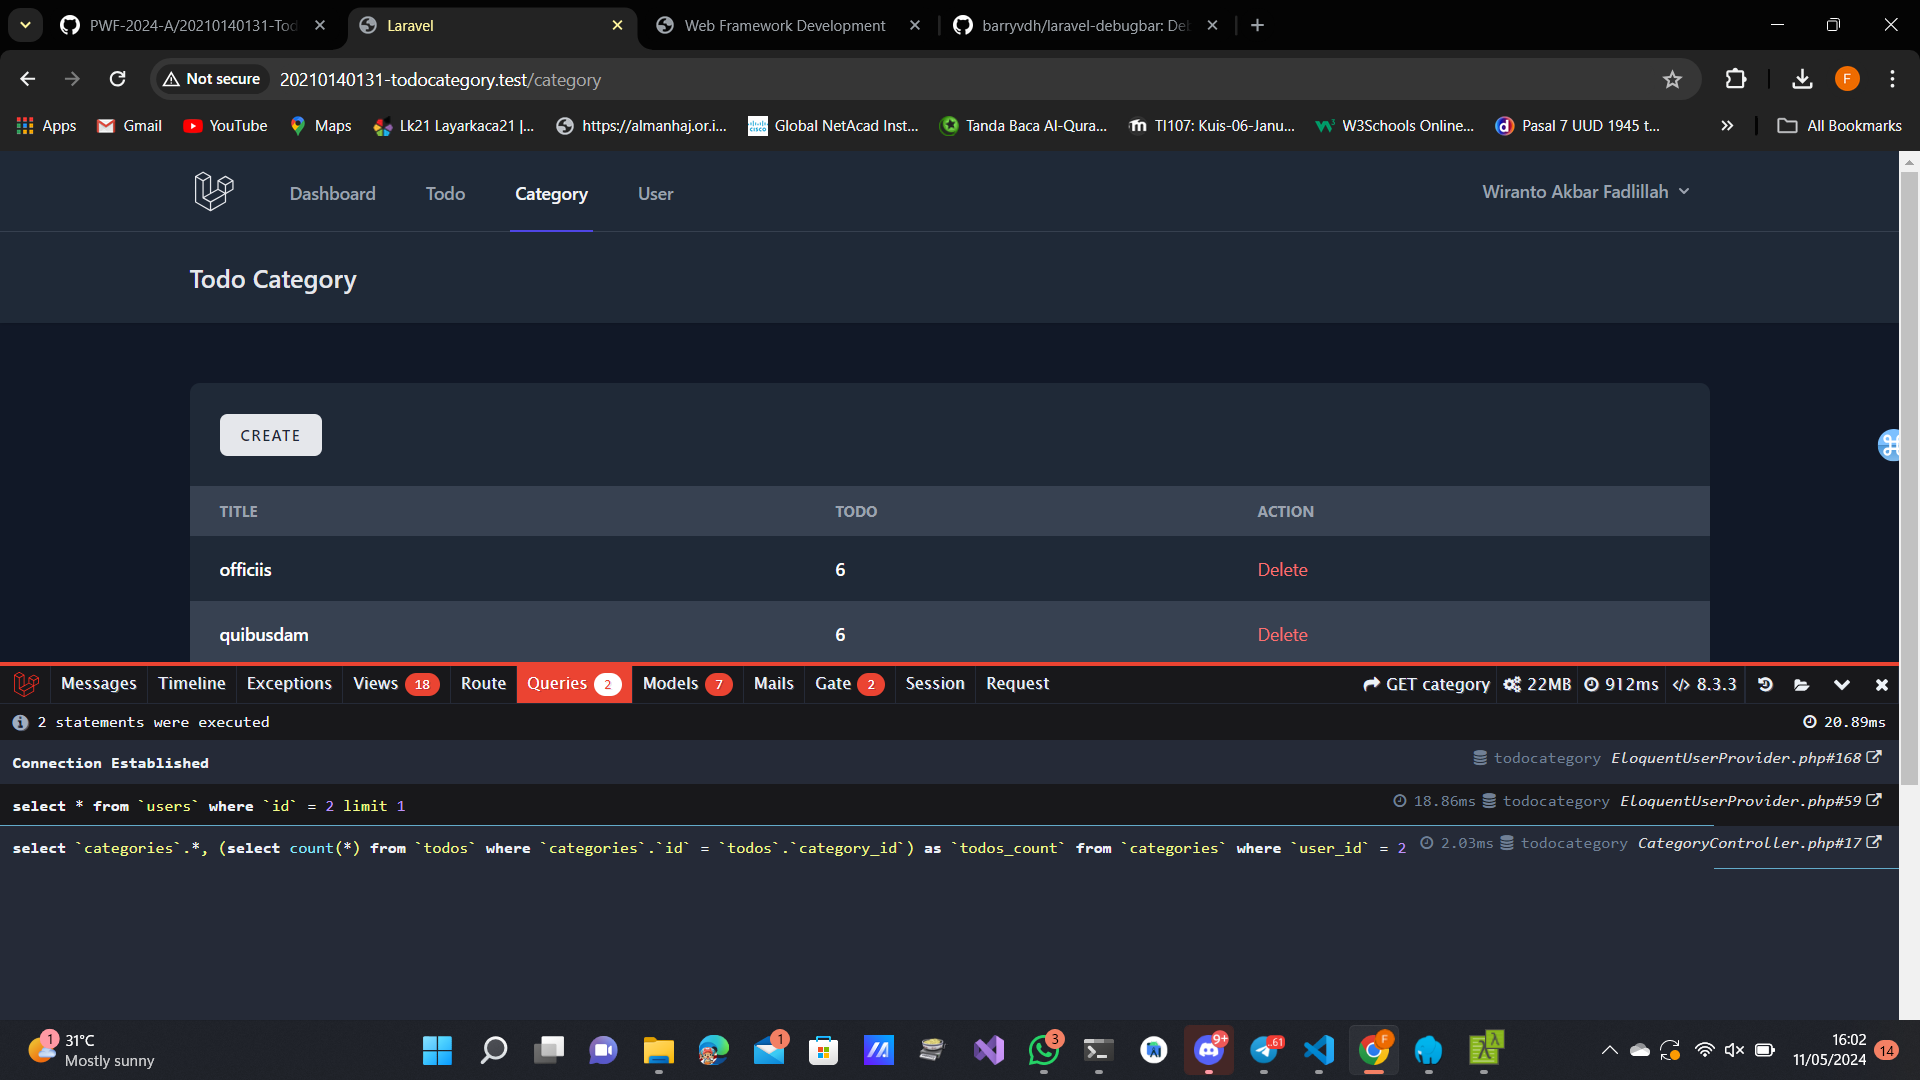 PWF-2024-A/20210140131-Tod
Laravel
Web Framework Development
barryvdh/laravel-debugbar: Deb
Not secure
20210140131-todocategory.test/category
F
Apps
Gmail
YouTube
Maps
Lk21 Layarkaca21 |...
https://almanhaj.or.i...
Global NetAcad Inst...
Tanda Baca Al-Qura...
TI107: Kuis-06-Janu...
W3Schools Online...
Pasal 7 UUD 1945 t...
All Bookmarks
Dashboard
Todo
Category
User
Wiranto Akbar Fadlillah
Todo Category
CREATE
TITLE TODO ACTION
officiis 6 Delete
quibusdam 6 Delete
Messages
Timeline
Exceptions
Views 18
Route
Queries 2
Models 7
Mails
Gate 2
Session
Request
GET category
22MB
912ms
8.3.3
2 statements were executed
20.89ms
Connection Established
todocategory EloquentUserProvider.php#168
select * from `users` where `id` = 2 limit 1
18.86ms todocategory EloquentUserProvider.php#59
select `categories`.*, (select count(*) from `todos` where `categories`.`id` = `todos`.`category_id`) as `todos_count` from `categories` where `user_id` = 2
2.03ms todocategory CategoryController.php#17
1
31°C
Mostly sunny
1
3
9+
.61
F
16:02
11/05/2024
14